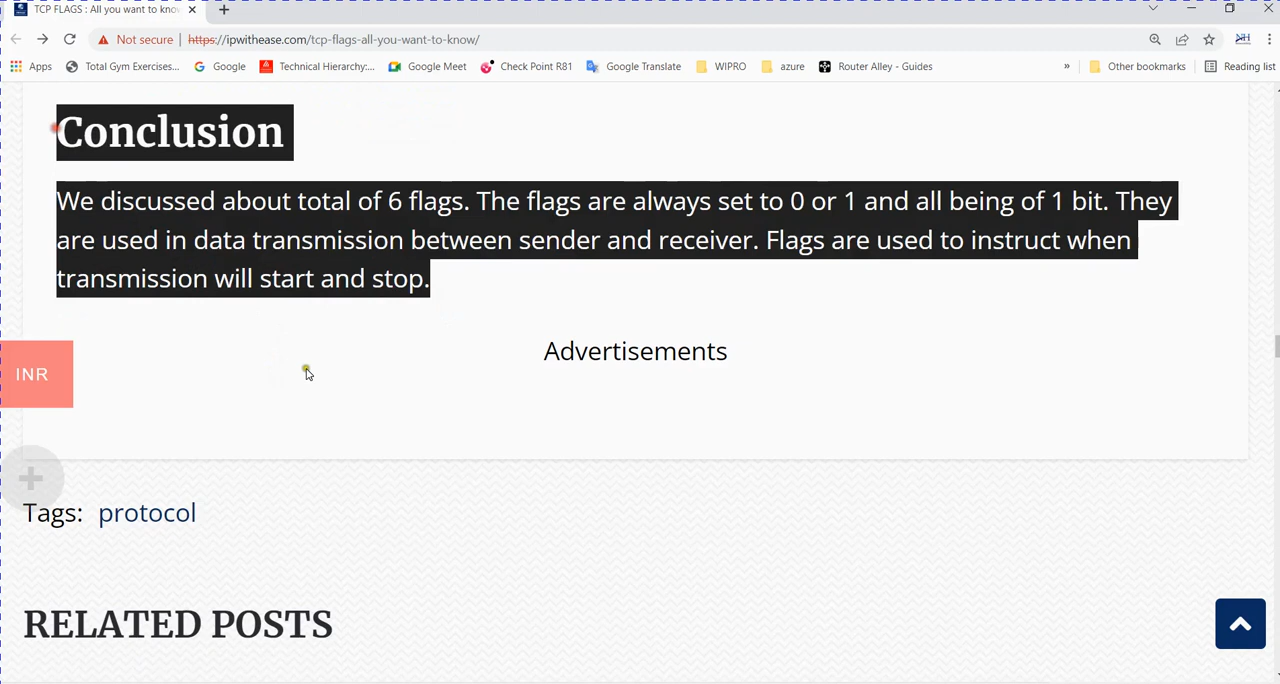 TCP FLAGS : All you want to kno
Not secure | https://ipwithease.com/tcp-flags-all-you-want-to-know/
Apps Total Gym Exercises... Google Technical Hierarchy:... Google Meet Check Point R81 Google Translate WIPRO azure Router Alley - Guides » Other bookmarks Reading list
Conclusion
We discussed about total of 6 flags. The flags are always set to 0 or 1 and all being of 1 bit. They
are used in data transmission between sender and receiver. Flags are used to instruct when
transmission will start and stop.
Advertisements
INR
Tags: protocol
RELATED POSTS